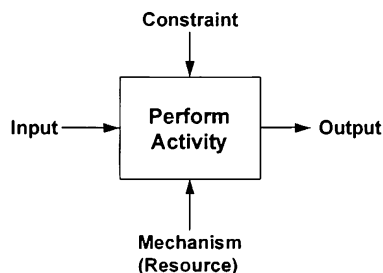 Constraint
Input
Perform
Activity
Output
Mechanism
(Resource)